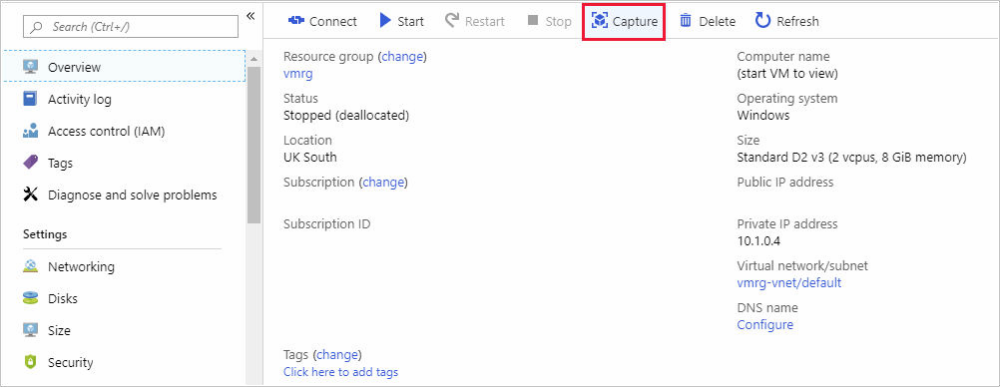 Search (Ctrl+/)
«
Overview
Activity log
Access control (IAM)
Tags
Diagnose and solve problems
Settings
Networking
Disks
Size
Security
Connect
Start
Restart
Stop
Capture
Delete
Refresh
Resource group (change)
vmrg
Status
Stopped (deallocated)
Location
UK South
Subscription (change)
Subscription ID
Computer name
(start VM to view)
Operating system
Windows
Size
Standard D2 v3 (2 vcpus, 8 GiB memory)
Public IP address
Private IP address
10.1.0.4
Virtual network/subnet
vmrg-vnet/default
DNS name
Configure
Tags (change)
Click here to add tags